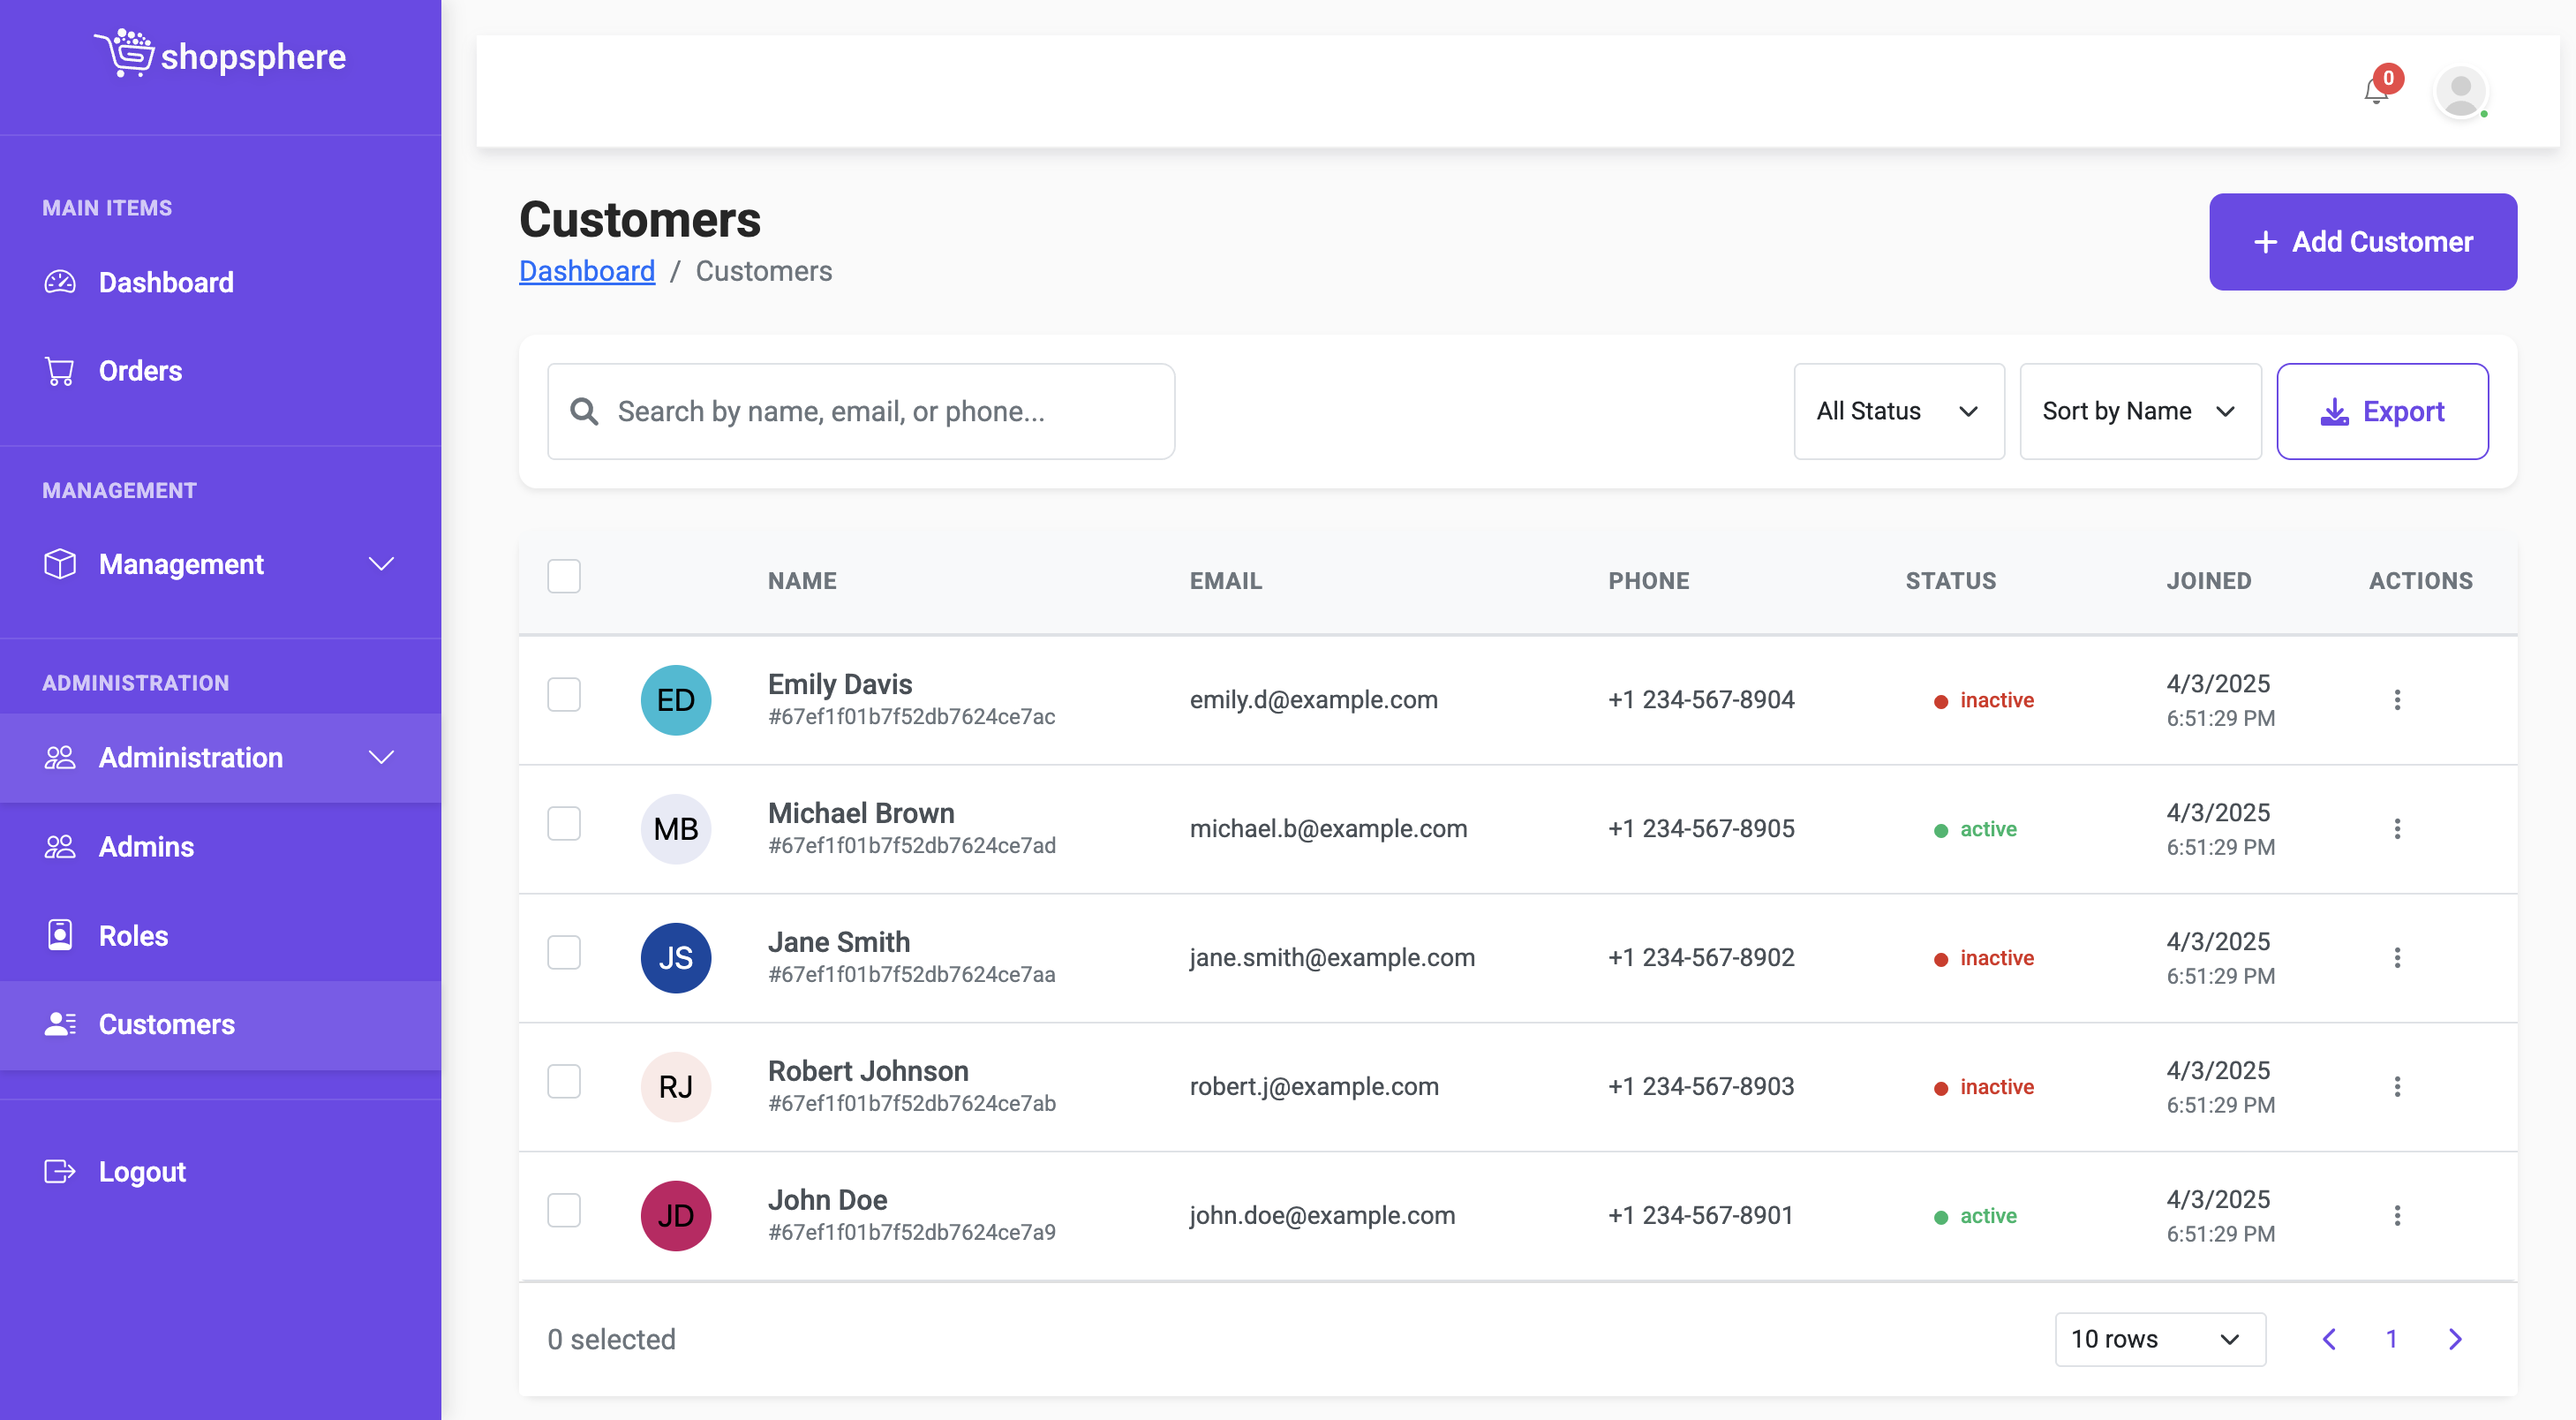 shopsphere
MAIN ITEMS
Dashboard
Orders
MANAGEMENT
Management
ADMINISTRATION
Administration
Admins
Roles
Customers
Logout
0
Customers
Dashboard / Customers
+ Add Customer
Search by name, email, or phone...
All Status
Sort by Name
Export
NAME EMAIL PHONE STATUS JOINED ACTIONS
ED Emily Davis emily.d@example.com +1 234-567-8904 inactive 4/3/2025
#67ef1f01b7f52db7624ce7ac 6:51:29 PM
MB Michael Brown michael.b@example.com +1 234-567-8905 active 4/3/2025
#67ef1f01b7f52db7624ce7ad 6:51:29 PM
JS Jane Smith jane.smith@example.com +1 234-567-8902 inactive 4/3/2025
#67ef1f01b7f52db7624ce7aa 6:51:29 PM
RJ Robert Johnson robert.j@example.com +1 234-567-8903 inactive 4/3/2025
#67ef1f01b7f52db7624ce7ab 6:51:29 PM
JD John Doe john.doe@example.com +1 234-567-8901 active 4/3/2025
#67ef1f01b7f52db7624ce7a9 6:51:29 PM
0 selected
10 rows
1